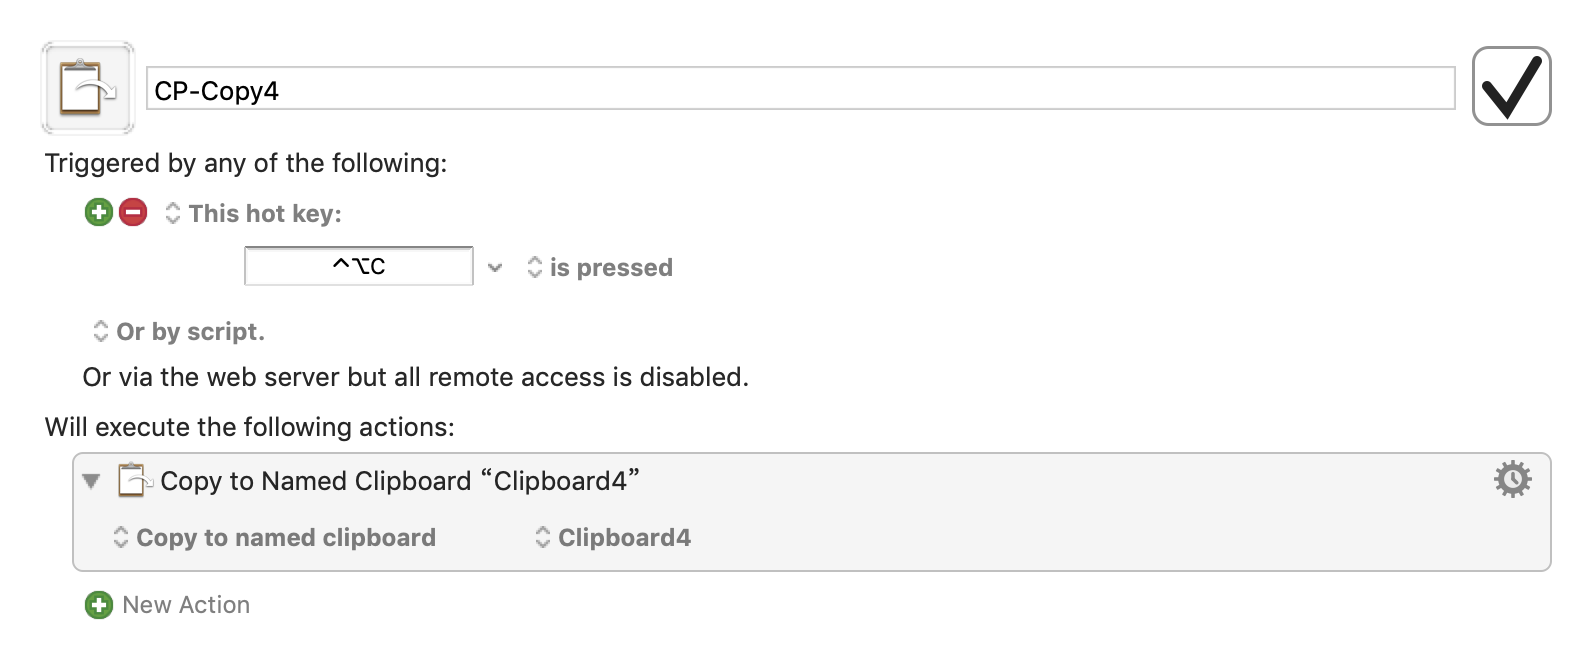 CP-Copy4
Triggered by any of the following:
This hot key:
^⌥C
is pressed
Or by script.
Or via the web server but all remote access is disabled.
Will execute the following actions:
Copy to Named Clipboard “Clipboard4”
Copy to named clipboard Clipboard4
New Action